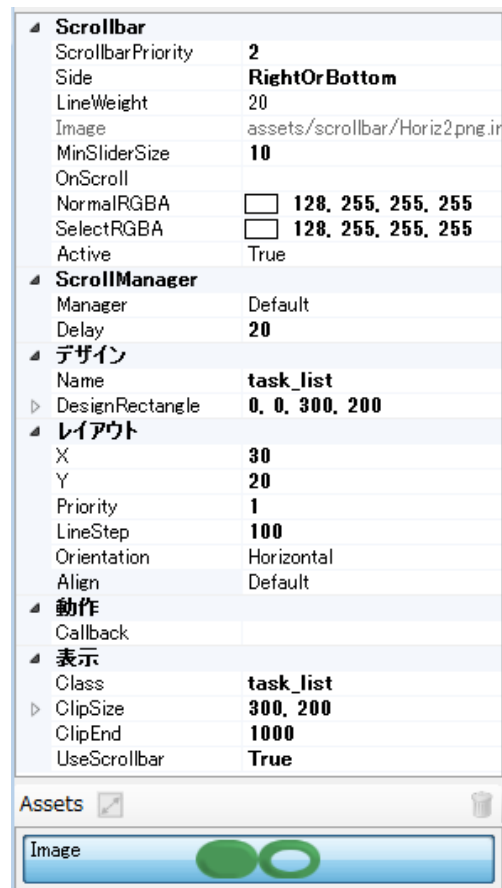 Scrollbar
ScrollbarPriority 2
Side RightOrBottom
LineWeight 20
Image assets/scrollbar/Horiz2.png.ir
MinSliderSize 10
OnScroll
NormalRGBA 128, 255, 255, 255
SelectRGBA 128, 255, 255, 255
Active True
ScrollManager
Manager Default
Delay 20
デザイン
Name task_list
DesignRectangle 0, 0, 300, 200
レイアウト
X 30
Y 20
Priority 1
LineStep 100
Orientation Horizontal
Align Default
動作
Callback
表示
Class task_list
ClipSize 300, 200
ClipEnd 1000
UseScrollbar True
Assets
Image